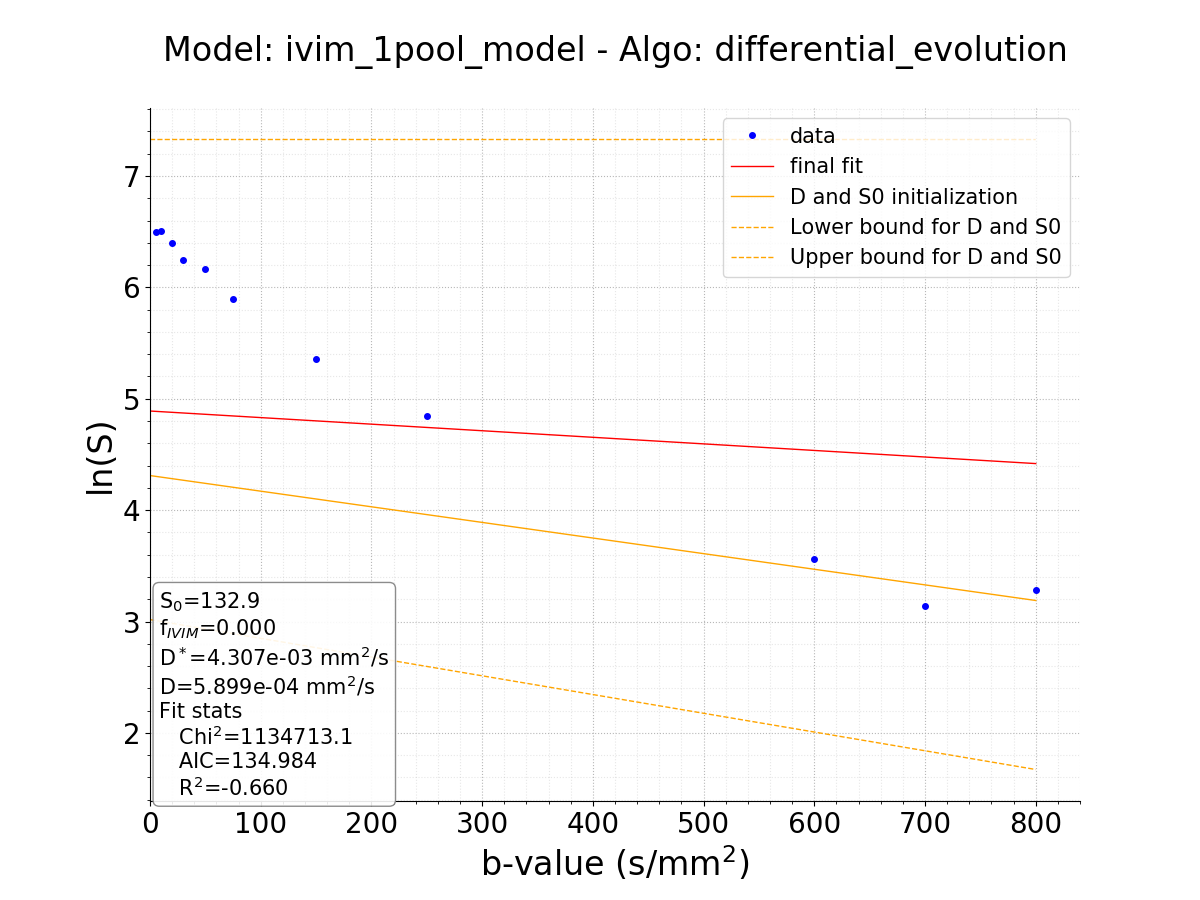 Model: ivim_1pool_model - Algo: differential_evolution
data
final fit
D and S0 initialization
Lower bound for D and S0
Upper bound for D and S0
7
6
5
4
3
2
ln(S)
S₀=132.9
f_IVIM=0.000
D*=4.307e-03 mm²/s
D=5.899e-04 mm²/s
Fit stats
Chi²=1134713.1
AIC=134.984
R²=-0.660
0 100 200 300 400 500 600 700 800
b-value (s/mm²)